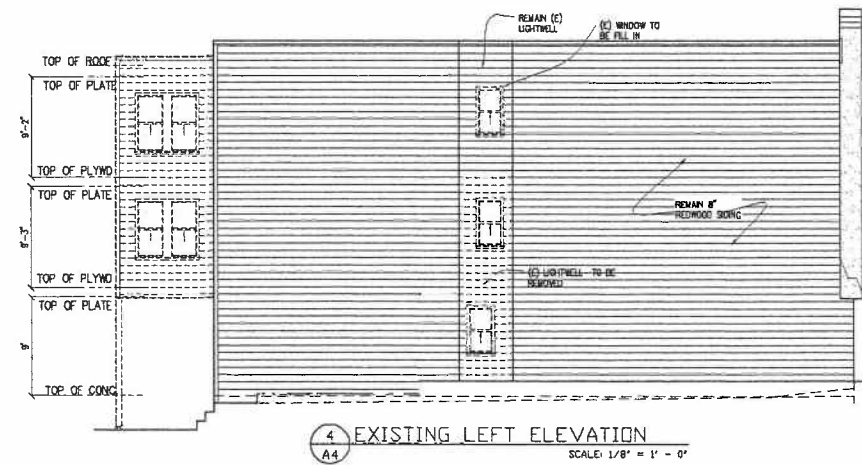 REMAIN (E)
LIGHTWELL
(E) WINDOW TO
BE FILL IN
TOP OF ROOF
TOP OF PLATE
9'-2"
TOP OF PLYWD
TOP OF PLATE
9'-3"
REMAIN 8"
REDWOOD SIDING
TOP OF PLYWD
(E) LIGHTWELL TO BE
REMOVED
TOP OF PLATE
9'
TOP OF CONC
4
A4
EXISTING LEFT ELEVATION
SCALE: 1/8" = 1' - 0"